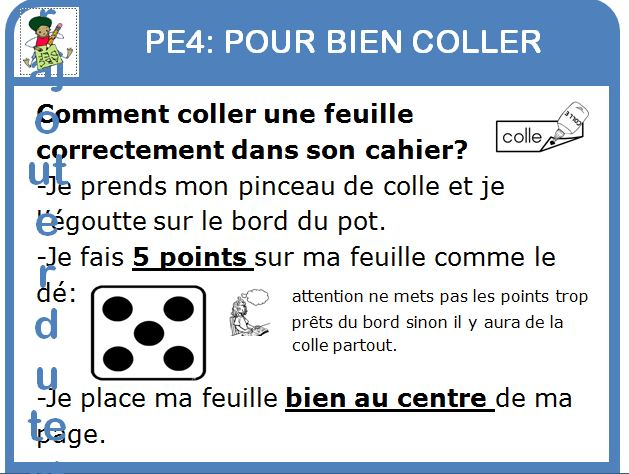 PE4: POUR BIEN COLLER
Comment coller une feuille
correctement dans son cahier?
colle
COLLE
-Je prends mon pinceau de colle et je
l'égoutte sur le bord du pot.
-Je fais 5 points sur ma feuille comme le
dé:
attention ne mets pas les points trop
prêts du bord sinon il y aura de la
colle partout.
-Je place ma feuille bien au centre de ma
page.
r
aj
o
ut
e
r
d
u
te